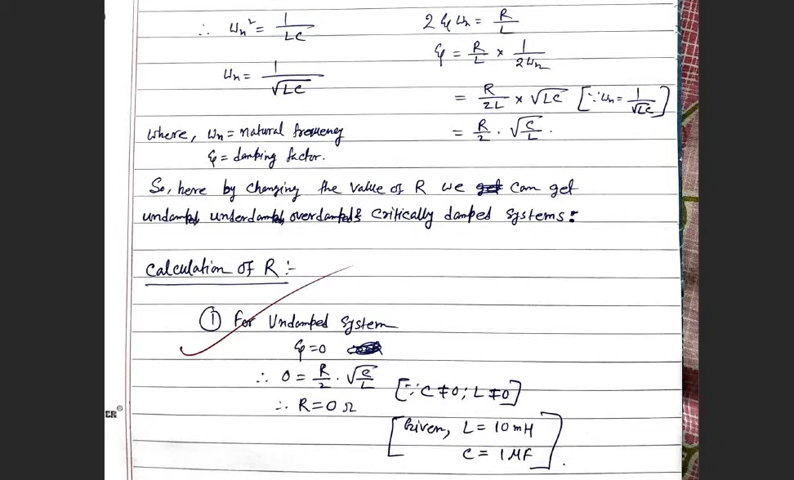 ∴ ωn² = 1/LC
ωn = 1/√LC
2ξωn = R/L
ξ = R/L × 1/2ωn
= R/2L × √LC [∵ ωn = 1/√LC]
= R/2 · √C/L .
where, ωn = natural frequency
ξ = damping factor.
So, here by changing the value of R we can get
undamped, underdamped, overdamped & critically damped systems:
Calculation of R :-
① For Undamped System
ξ = 0
∴ 0 = R/2 · √C/L [∵ C ≠ 0; L ≠ 0]
∴ R = 0 Ω
[Given, L = 10 mH
C = 1 MF].
CR®